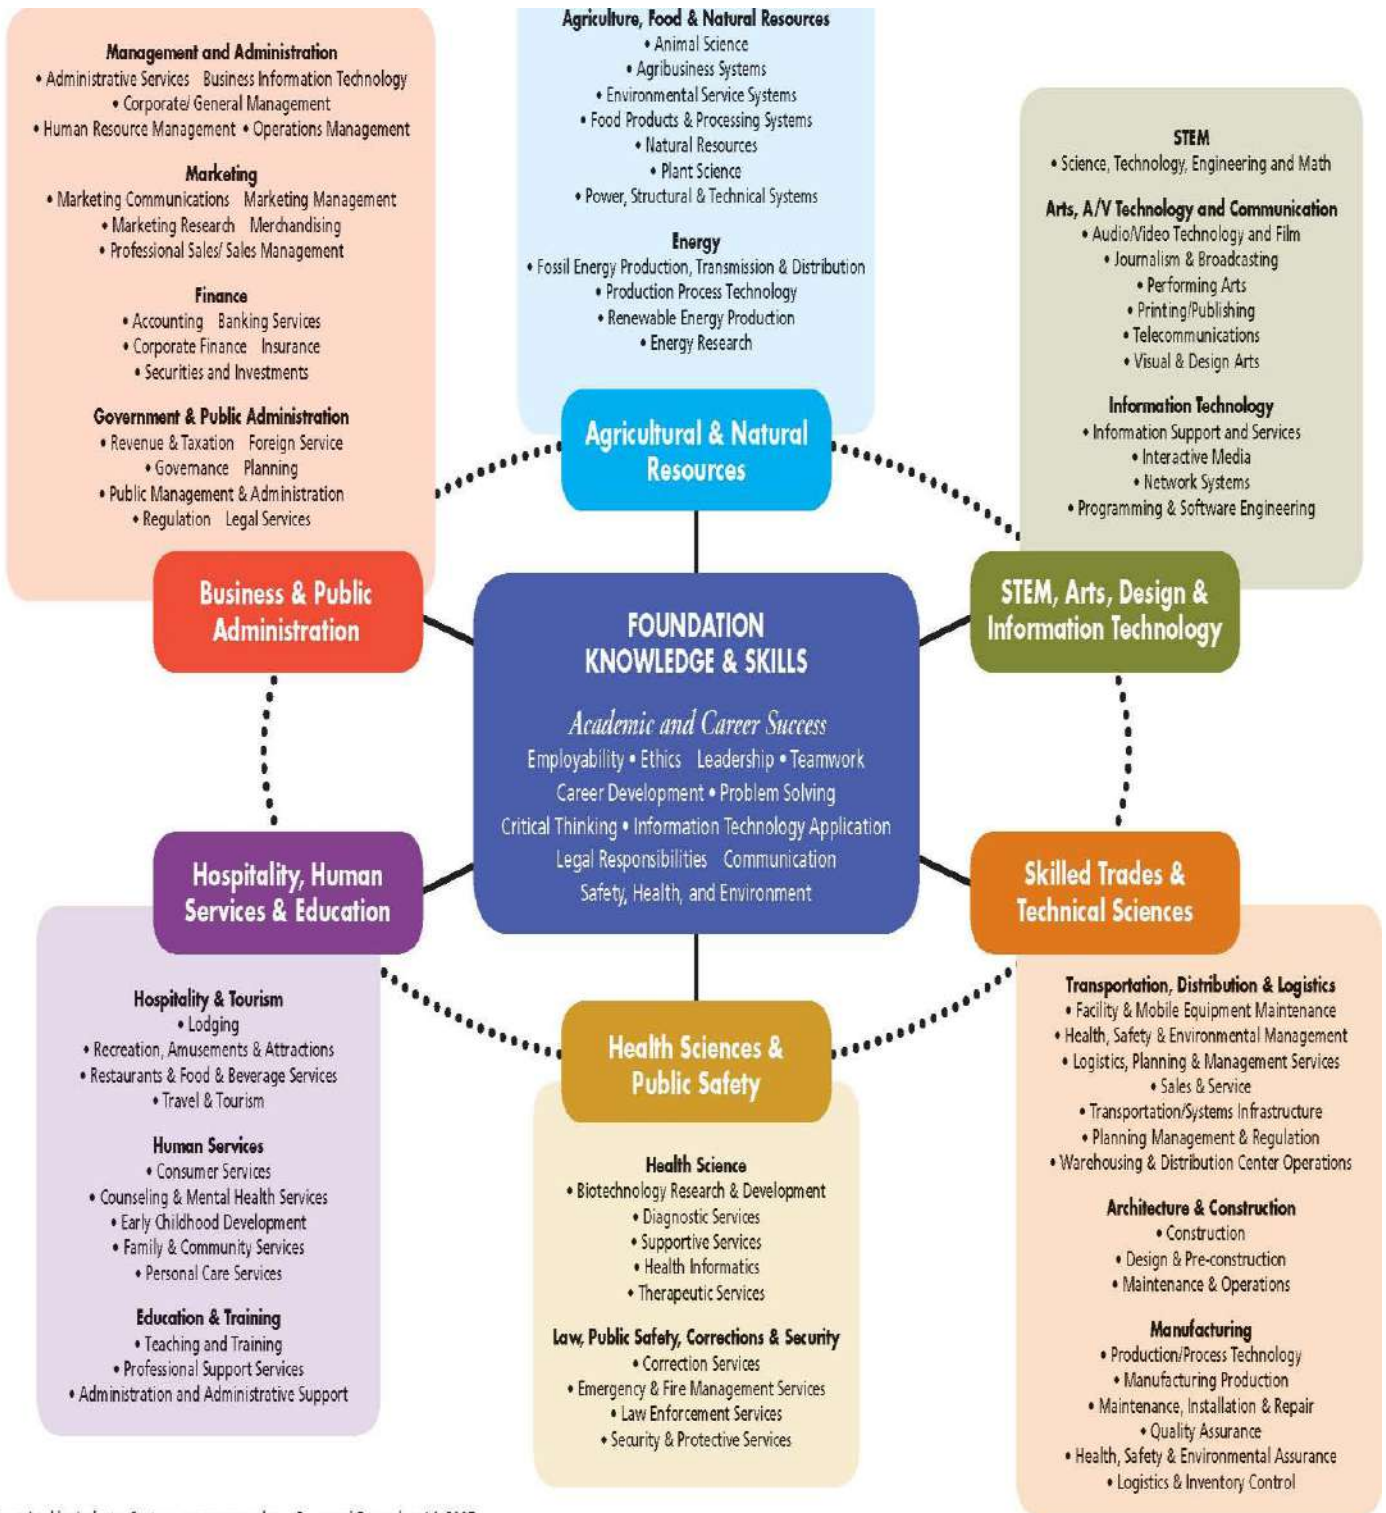 Management and Administration
• Administrative Services Business Information Technology
• Corporate/ General Management
• Human Resource Management • Operations Management
Marketing
• Marketing Communications Marketing Management
• Marketing Research Merchandising
• Professional Sales/ Sales Management
Finance
• Accounting Banking Services
• Corporate Finance Insurance
• Securities and Investments
Government & Public Administration
• Revenue & Taxation Foreign Service
• Governance Planning
• Public Management & Administration
• Regulation Legal Services
Business & Public
Administration
Agriculture, Food & Natural Resources
• Animal Science
• Agribusiness Systems
• Environmental Service Systems
• Food Products & Processing Systems
• Natural Resources
• Plant Science
• Power, Structural & Technical Systems
Energy
• Fossil Energy Production, Transmission & Distribution
• Production Process Technology
• Renewable Energy Production
• Energy Research
Agricultural & Natural
Resources
STEM
• Science, Technology, Engineering and Math
Arts, A/V Technology and Communication
• Audio/Video Technology and Film
• Journalism & Broadcasting
• Performing Arts
• Printing/Publishing
• Telecommunications
• Visual & Design Arts
Information Technology
• Information Support and Services
• Interactive Media
• Network Systems
• Programming & Software Engineering
STEM, Arts, Design &
Information Technology
FOUNDATION
KNOWLEDGE & SKILLS
Academic and Career Success
Employability • Ethics Leadership • Teamwork
Career Development • Problem Solving
Critical Thinking • Information Technology Application
Legal Responsibilities Communication
Safety, Health, and Environment
Hospitality, Human
Services & Education
Hospitality & Tourism
• Lodging
• Recreation, Amusements & Attractions
• Restaurants & Food & Beverage Services
• Travel & Tourism
Human Services
• Consumer Services
• Counseling & Mental Health Services
• Early Childhood Development
• Family & Community Services
• Personal Care Services
Education & Training
• Teaching and Training
• Professional Support Services
• Administration and Administrative Support
Health Sciences &
Public Safety
Health Science
• Biotechnology Research & Development
• Diagnostic Services
• Supportive Services
• Health Informatics
• Therapeutic Services
Law, Public Safety, Corrections & Security
• Correction Services
• Emergency & Fire Management Services
• Law Enforcement Services
• Security & Protective Services
Skilled Trades &
Technical Sciences
Transportation, Distribution & Logistics
• Facility & Mobile Equipment Maintenance
• Health, Safety & Environmental Management
• Logistics, Planning & Management Services
• Sales & Service
• Transportation/Systems Infrastructure
• Planning Management & Regulation
• Warehousing & Distribution Center Operations
Architecture & Construction
• Construction
• Design & Pre-construction
• Maintenance & Operations
Manufacturing
• Production/Process Technology
• Manufacturing Production
• Maintenance, Installation & Repair
• Quality Assurance
• Health, Safety & Environmental Assurance
• Logistics & Inventory Control